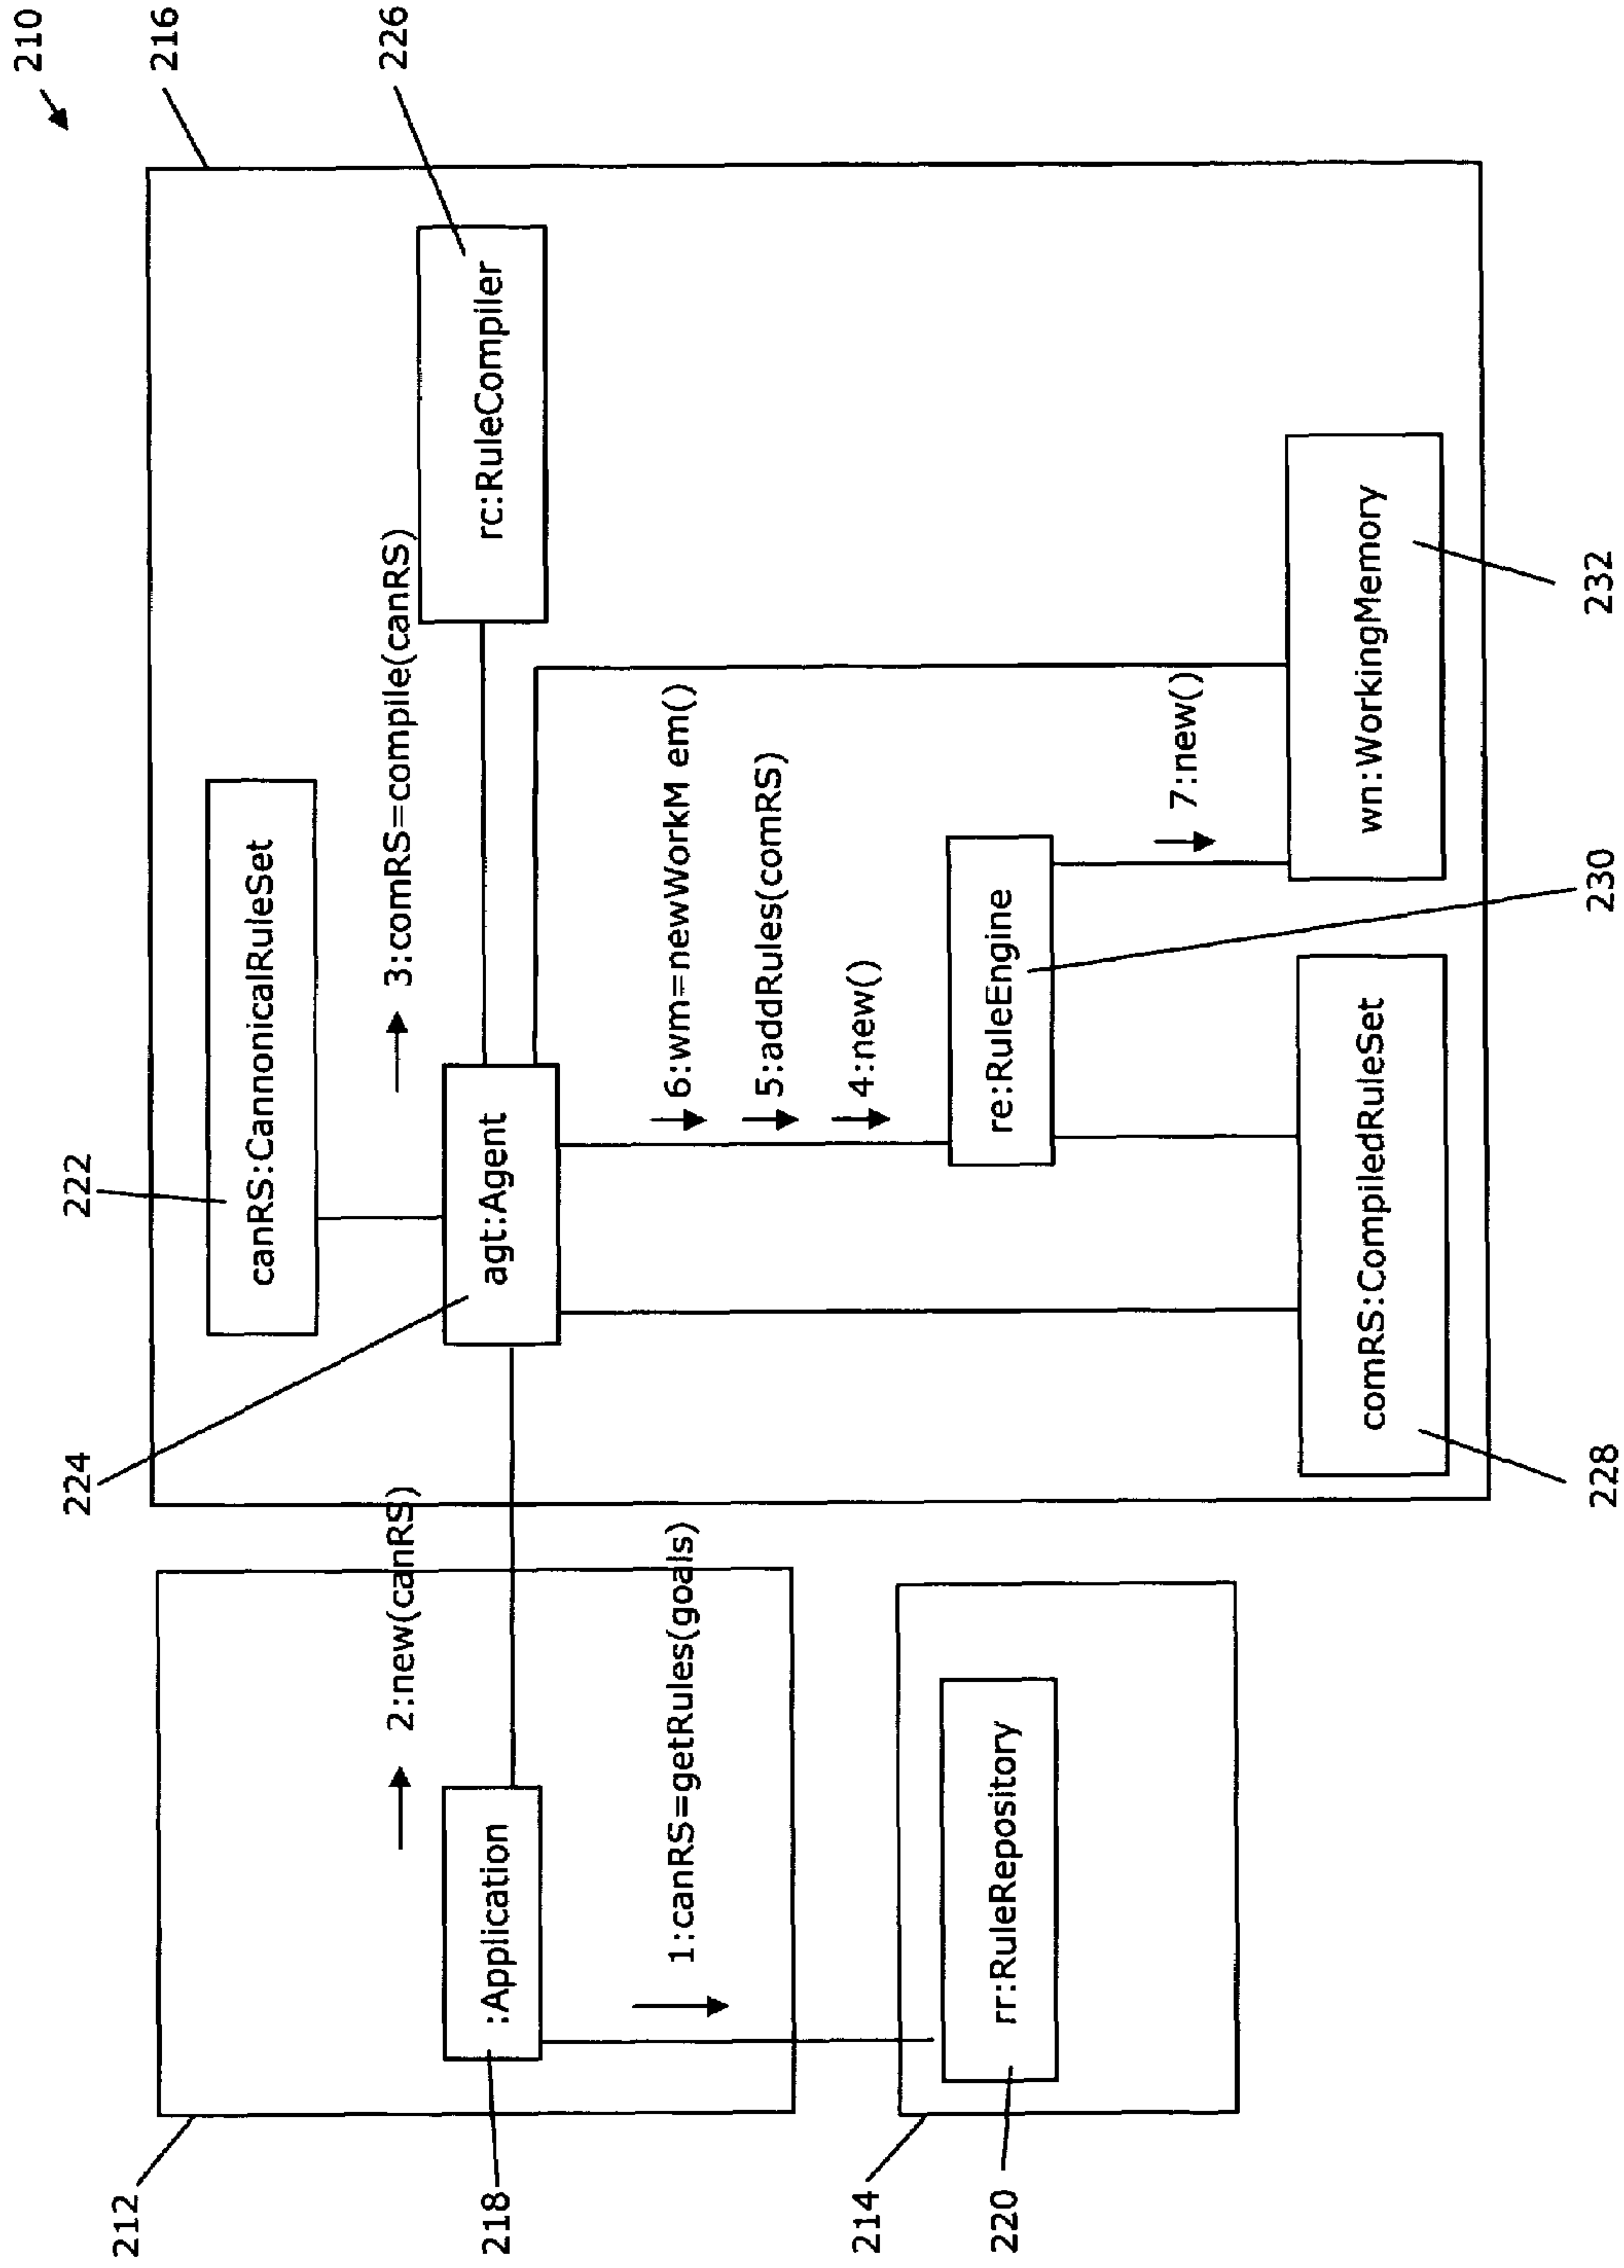 210
216
226
222
224
canRS:CannonicalRuleSet
3:comRS=compile(canRS)
rc:RuleCompiler
agt:Agent
6:wm=newWorkM em()
5:addRules(comRS)
4:new()
re:RuleEngine
7:new()
wn:WorkingMemory
comRS:CompiledRuleSet
228
230
232
212
2:new(canRS)
:Application
218
1:canRS=getRules(goals)
214
rr:RuleRepository
220